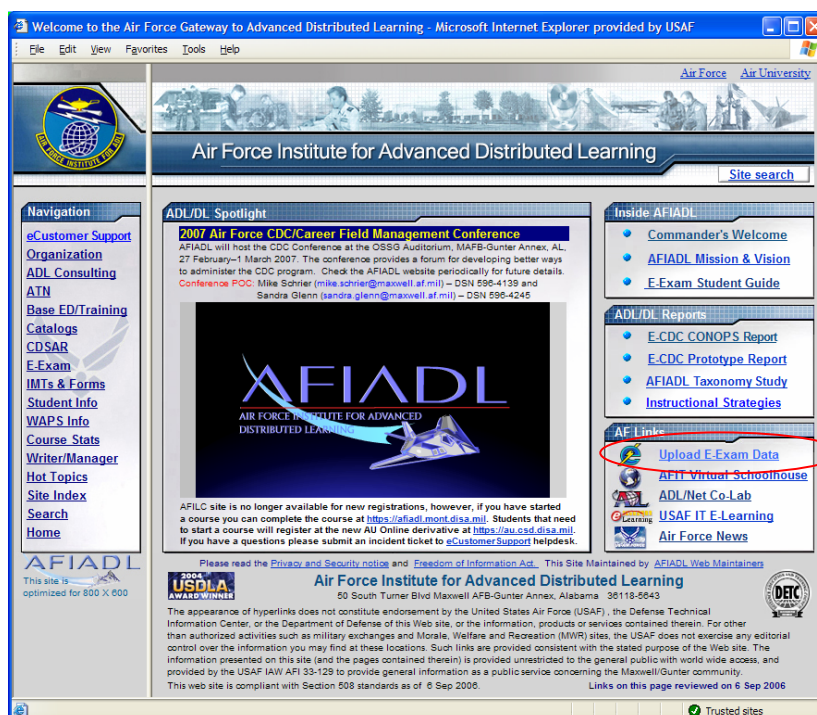 Welcome to the Air Force Gateway to Advanced Distributed Learning - Microsoft Internet Explorer provided by USAF
File Edit View Favorites Tools Help
Air Force Air University
AIR FORCE INSTITUTE FOR ADL
Air Force Institute for Advanced Distributed Learning
Site search
Navigation
eCustomer Support
Organization
ADL Consulting
ATN
Base ED/Training
Catalogs
CDSAR
E-Exam
IMTs & Forms
Student Info
WAPS Info
Course Stats
Writer/Manager
Hot Topics
Site Index
Search
Home
AFIADL
This site is
optimized for 800 X 600
ADL/DL Spotlight
2007 Air Force CDC/Career Field Management Conference
AFIADL will host the CDC Conference at the OSSG Auditorium, MAFB-Gunter Annex, AL,
27 February–1 March 2007. The conference provides a forum for developing better ways
to administer the CDC program. Check the AFIADL website periodically for future details.
Conference POC: Mike Schrier (mike.schrier@maxwell.af.mil) – DSN 596-4139 and
Sandra Glenn (sandra.glenn@maxwell.af.mil) – DSN 596-4245
AFIADL
AIR FORCE INSTITUTE FOR ADVANCED
DISTRIBUTED LEARNING
AFILC site is no longer available for new registrations, however, if you have started
a course you can complete the course at https://afiadl.mont.disa.mil. Students that need
to start a course will register at the new AU Online derivative at https://au.csd.disa.mil.
If you have a questions please submit an incident ticket to eCustomerSupport helpdesk.
Inside AFIADL
Commander's Welcome
AFIADL Mission & Vision
E-Exam Student Guide
ADL/DL Reports
E-CDC CONOPS Report
E-CDC Prototype Report
AFIADL Taxonomy Study
Instructional Strategies
AF Links
Upload E-Exam Data
AFIT Virtual Schoolhouse
ADL/Net Co-Lab
eLearning USAF IT E-Learning
Air Force News
Please read the Privacy and Security notice and Freedom of Information Act. This Site Maintained by AFIADL Web Maintainers
2004
USDLA
AWARD WINNER
Air Force Institute for Advanced Distributed Learning
50 South Turner Blvd Maxwell AFB-Gunter Annex, Alabama 36118-5643
DETC
The appearance of hyperlinks does not constitute endorsement by the United States Air Force (USAF) , the Defense Technical
Information Center, or the Department of Defense of this Web site, or the information, products or services contained therein. For other
than authorized activities such as military exchanges and Morale, Welfare and Recreation (MWR) sites, the USAF does not exercise any editorial
control over the information you may find at these locations. Such links are provided consistent with the stated purpose of the Web site. The
information presented on this site (and the pages contained therein) is provided unrestricted to the general public with world wide access, and
provided by the USAF IAW AFI 33-129 to provide general information as a public service concerning the Maxwell/Gunter community.
This web site is compliant with Section 508 standards as of 6 Sep 2006.
Links on this page reviewed on 6 Sep 2006
Trusted sites